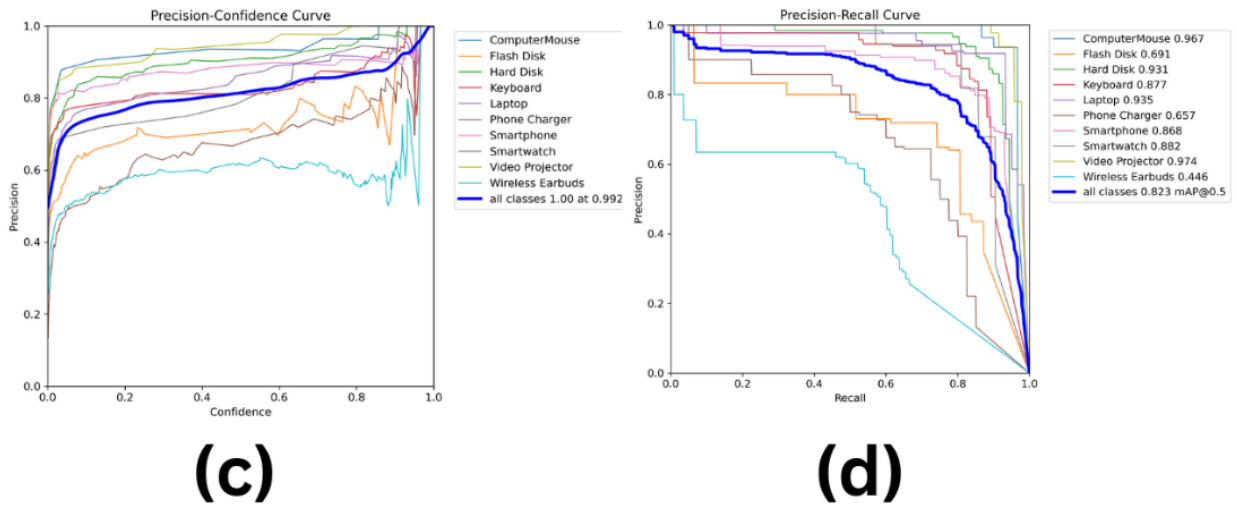 Precision-Confidence Curve
1.0
0.8
0.6
0.4
0.2
0.0
Precision
0.0 0.2 0.4 0.6 0.8 1.0
Confidence
ComputerMouse
Flash Disk
Hard Disk
Keyboard
Laptop
Phone Charger
Smartphone
Smartwatch
Video Projector
Wireless Earbuds
all classes 1.00 at 0.992
(c)
Precision-Recall Curve
1.0
0.8
0.6
0.4
0.2
0.0
Precision
0.0 0.2 0.4 0.6 0.8 1.0
Recall
ComputerMouse 0.967
Flash Disk 0.691
Hard Disk 0.931
Keyboard 0.877
Laptop 0.935
Phone Charger 0.657
Smartphone 0.868
Smartwatch 0.882
Video Projector 0.974
Wireless Earbuds 0.446
all classes 0.823 mAP@0.5
(d)